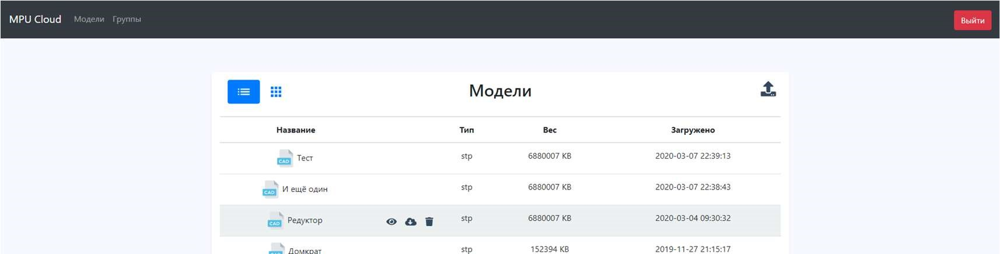 MPU Cloud Модели Группы Выйти
Модели
Название Тип Вес Загружено
CAD Тест stp 6880007 KB 2020-03-07 22:39:13
CAD И ещё один stp 6880007 KB 2020-03-07 22:38:43
CAD Редуктор stp 6880007 KB 2020-03-04 09:30:32
CAD Домкрат stp 152394 KB 2019-11-27 21:15:17